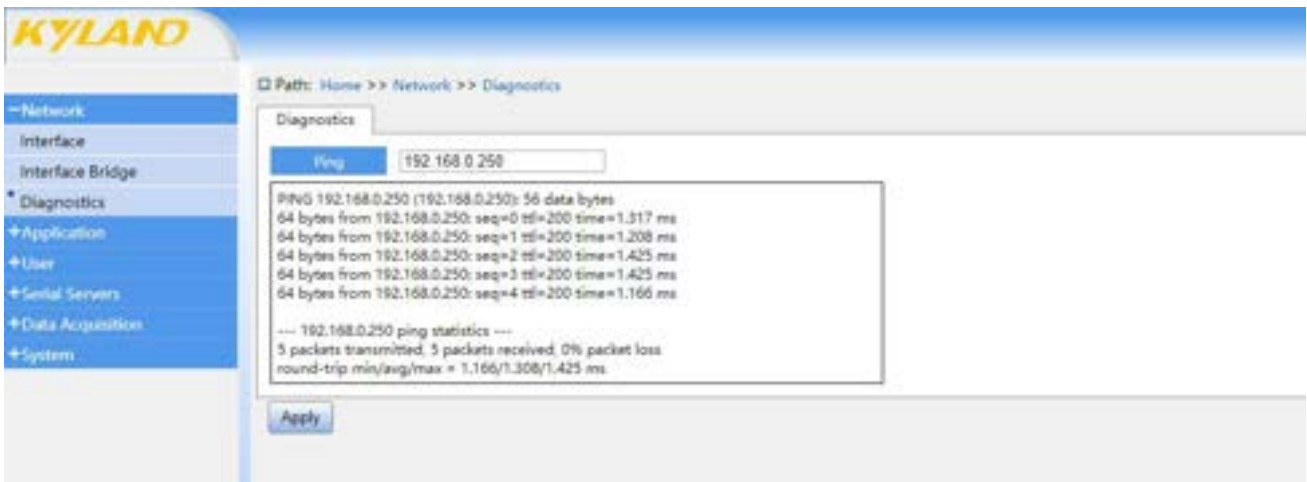 KYLAND
Path: Home >> Network >> Diagnostics
−Network
Interface
Interface Bridge
Diagnostics
+Application
+User
+Serial Servers
+Data Acquisition
+System
Diagnostics
Ping 192.168.0.250
PING 192.168.0.250 (192.168.0.250): 56 data bytes
64 bytes from 192.168.0.250: seq=0 ttl=200 time=1.317 ms
64 bytes from 192.168.0.250: seq=1 ttl=200 time=1.208 ms
64 bytes from 192.168.0.250: seq=2 ttl=200 time=1.425 ms
64 bytes from 192.168.0.250: seq=3 ttl=200 time=1.425 ms
64 bytes from 192.168.0.250: seq=4 ttl=200 time=1.166 ms
--- 192.168.0.250 ping statistics ---
5 packets transmitted, 5 packets received, 0% packet loss
round-trip min/avg/max = 1.166/1.308/1.425 ms
Apply